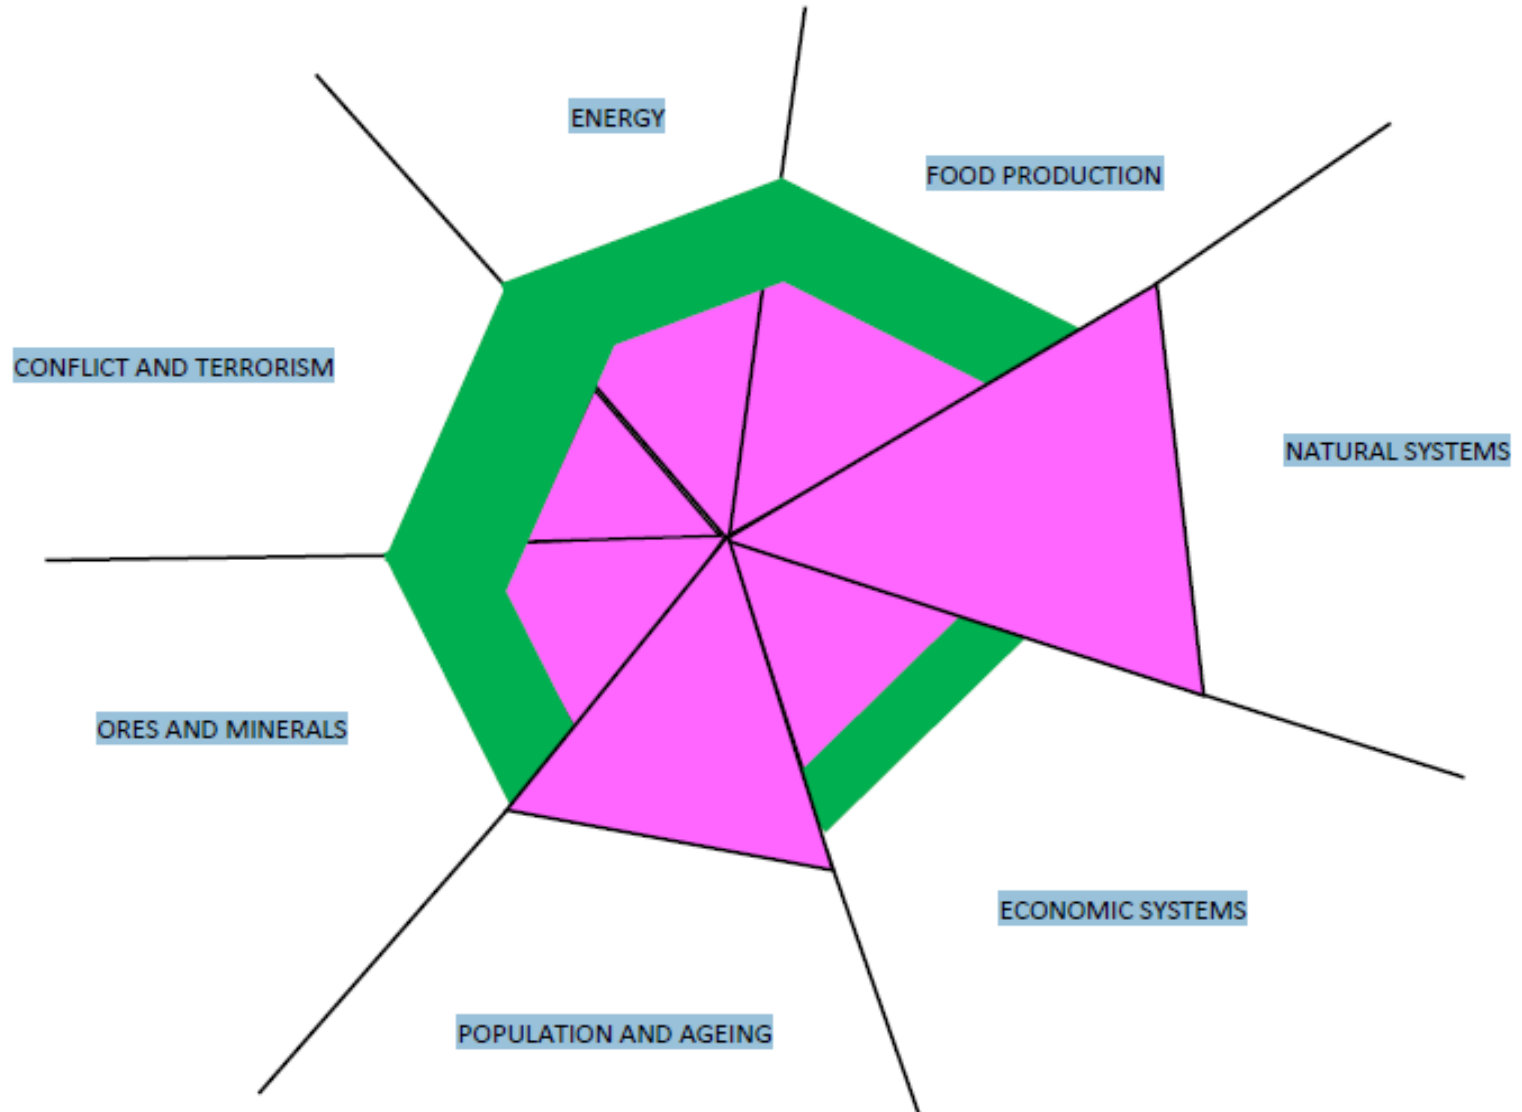 ENERGY
FOOD PRODUCTION
CONFLICT AND TERRORISM
NATURAL SYSTEMS
ORES AND MINERALS
ECONOMIC SYSTEMS
POPULATION AND AGEING